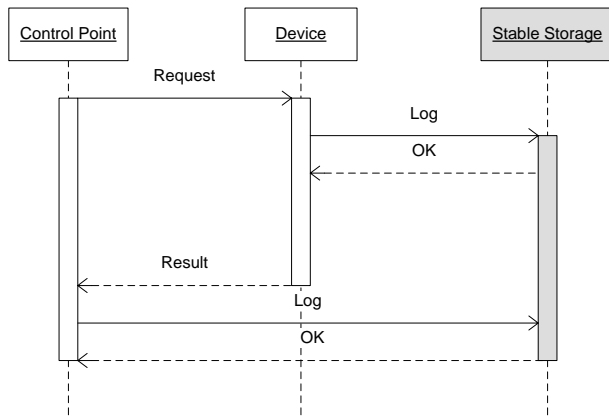 Control Point
Device
Stable Storage
Request
Log
OK
Result
Log
OK